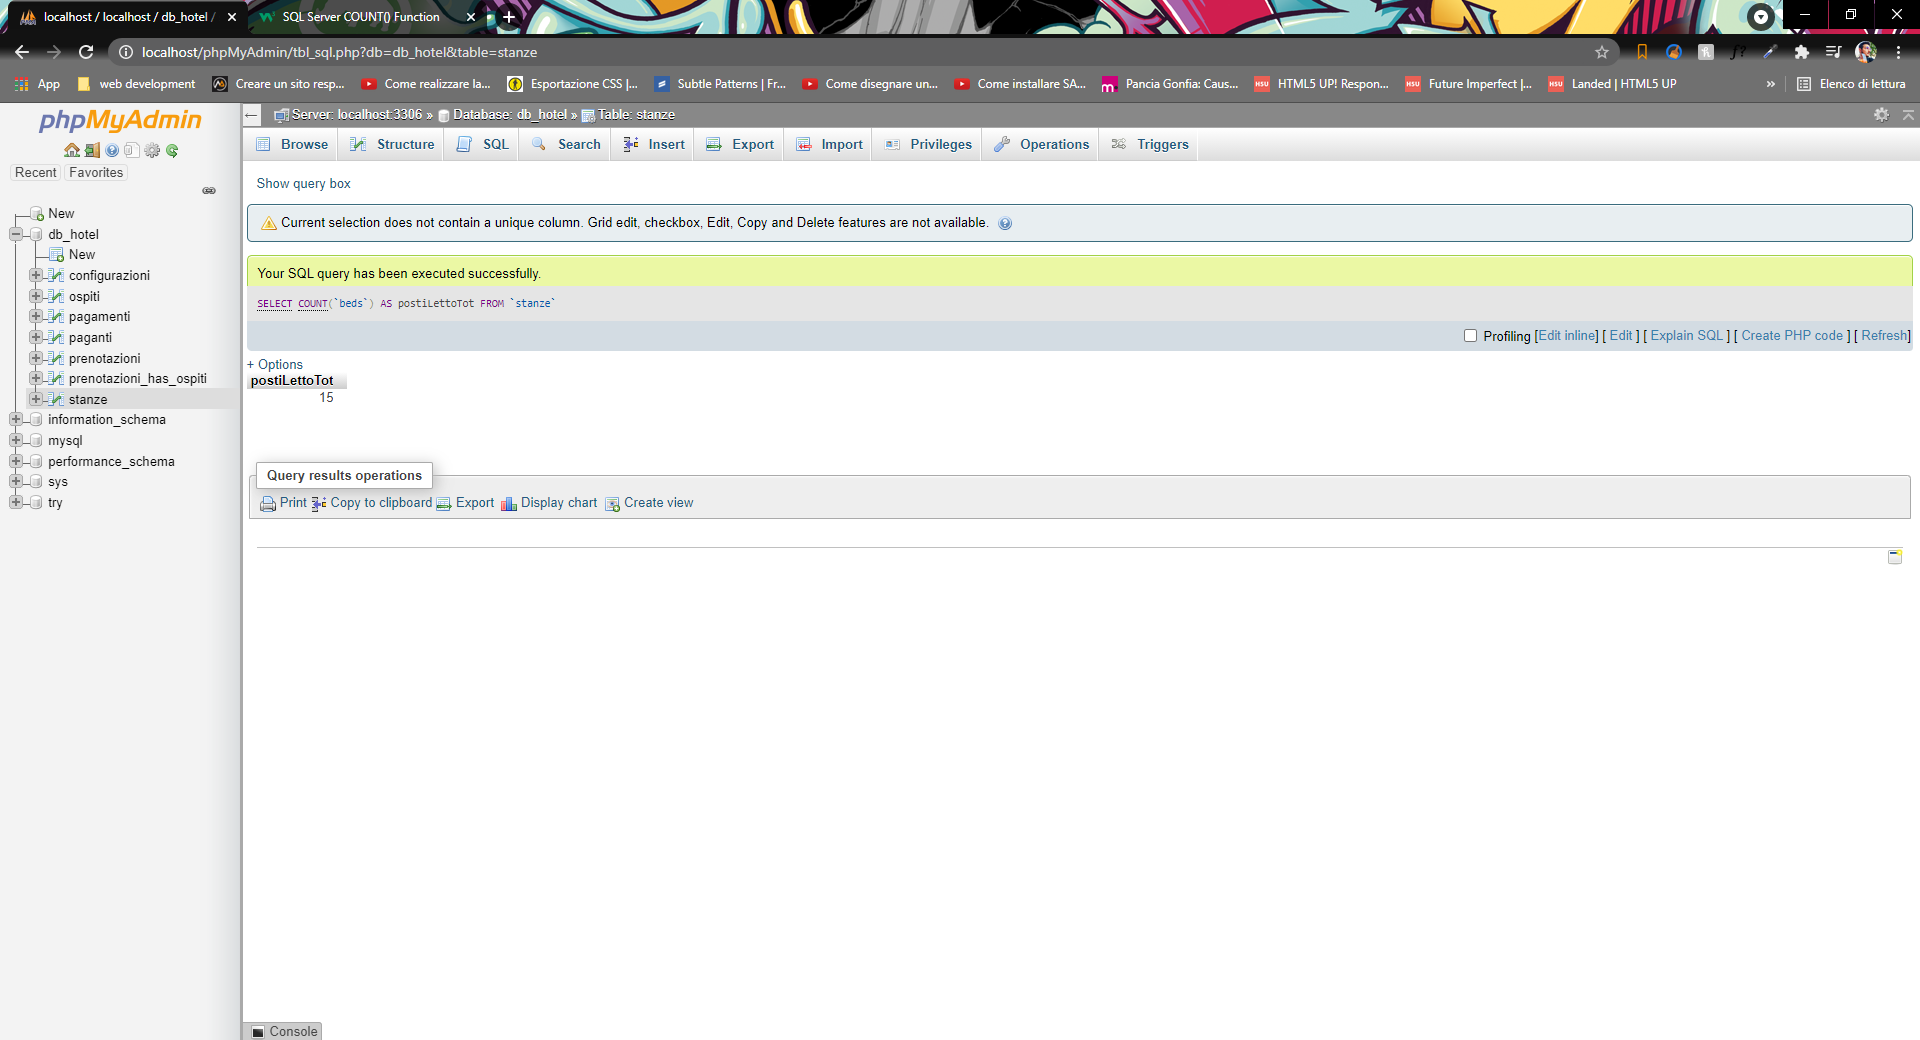 localhost / localhost / db_hotel /
SQL Server COUNT() Function
localhost/phpMyAdmin/tbl_sql.php?db=db_hotel&table=stanze
App
web development
Creare un sito resp...
Come realizzare la...
Esportazione CSS |...
Subtle Patterns | Fr...
Come disegnare un...
Come installare SA...
Pancia Gonfia: Caus...
HTML5 UP! Respon...
Future Imperfect |...
Landed | HTML5 UP
»
Elenco di lettura
phpMyAdmin
Recent
Favorites
New
db_hotel
New
configurazioni
ospiti
pagamenti
paganti
prenotazioni
prenotazioni_has_ospiti
stanze
information_schema
mysql
performance_schema
sys
try
Server: localhost:3306 » Database: db_hotel » Table: stanze
Browse
Structure
SQL
Search
Insert
Export
Import
Privileges
Operations
Triggers
Show query box
Current selection does not contain a unique column. Grid edit, checkbox, Edit, Copy and Delete features are not available.
Your SQL query has been executed successfully.
SELECT COUNT(`beds`) AS postiLettoTot FROM `stanze`
Profiling [Edit inline] [ Edit ] [ Explain SQL ] [ Create PHP code ] [ Refresh]
+ Options
postiLettoTot
15
Query results operations
Print
Copy to clipboard
Export
Display chart
Create view
Console